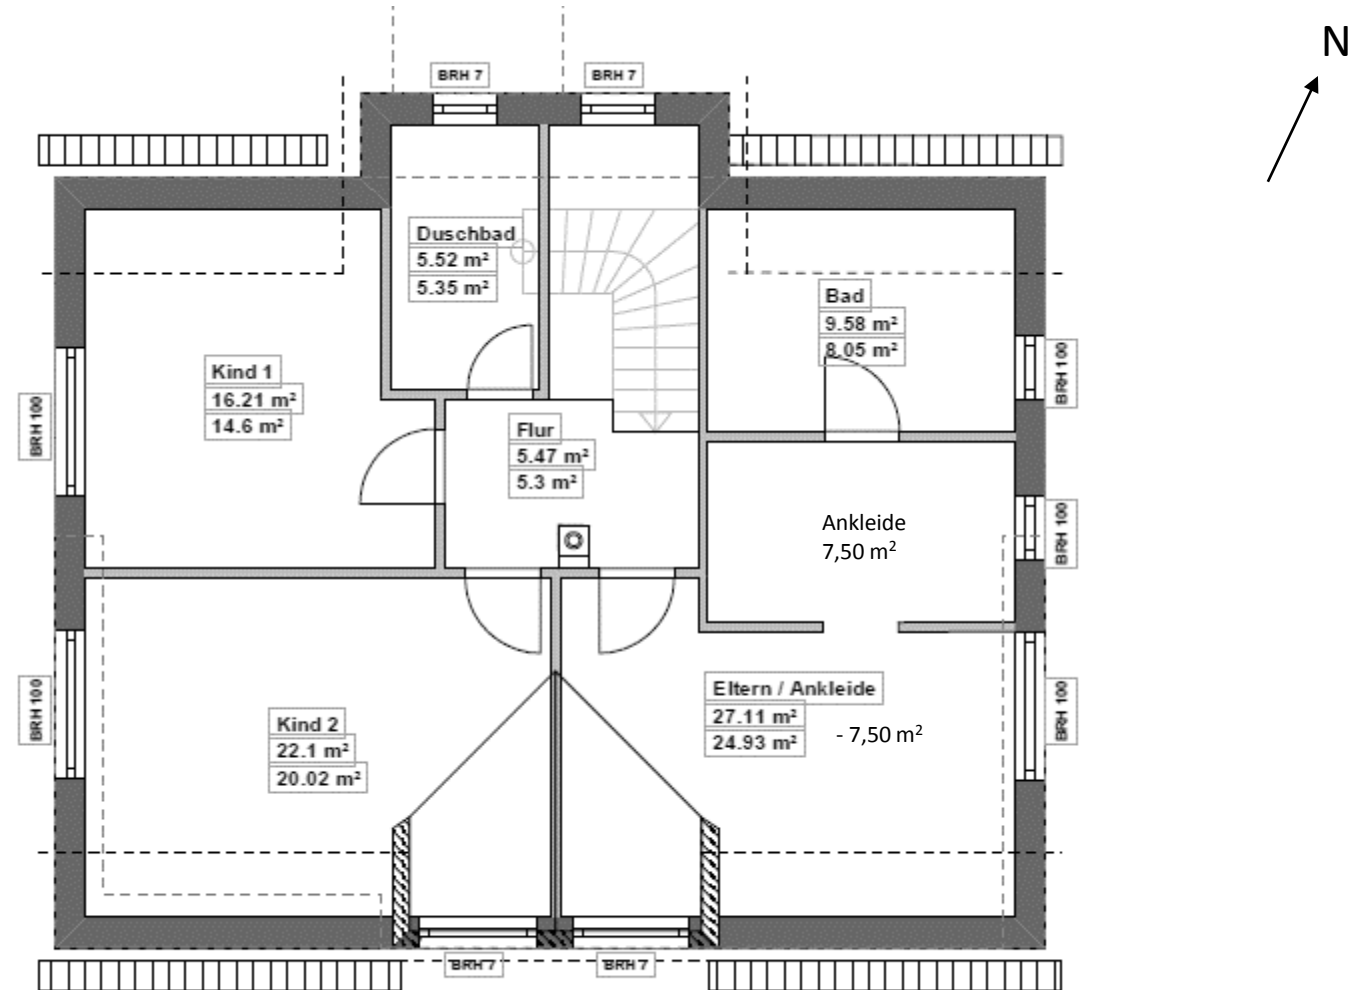 N
BRH 7
BRH 7
Duschbad
5.52 m²
5.35 m²
Bad
9.58 m²
8.05 m²
BRH 100
Kind 1
16.21 m²
14.6 m²
BRH 100
Flur
5.47 m²
5.3 m²
Ankleide
7,50 m²
BRH 100
Kind 2
22.1 m²
20.02 m²
BRH 100
Eltern / Ankleide
27.11 m²
24.93 m²
- 7,50 m²
BRH 100
BRH 7
BRH 7